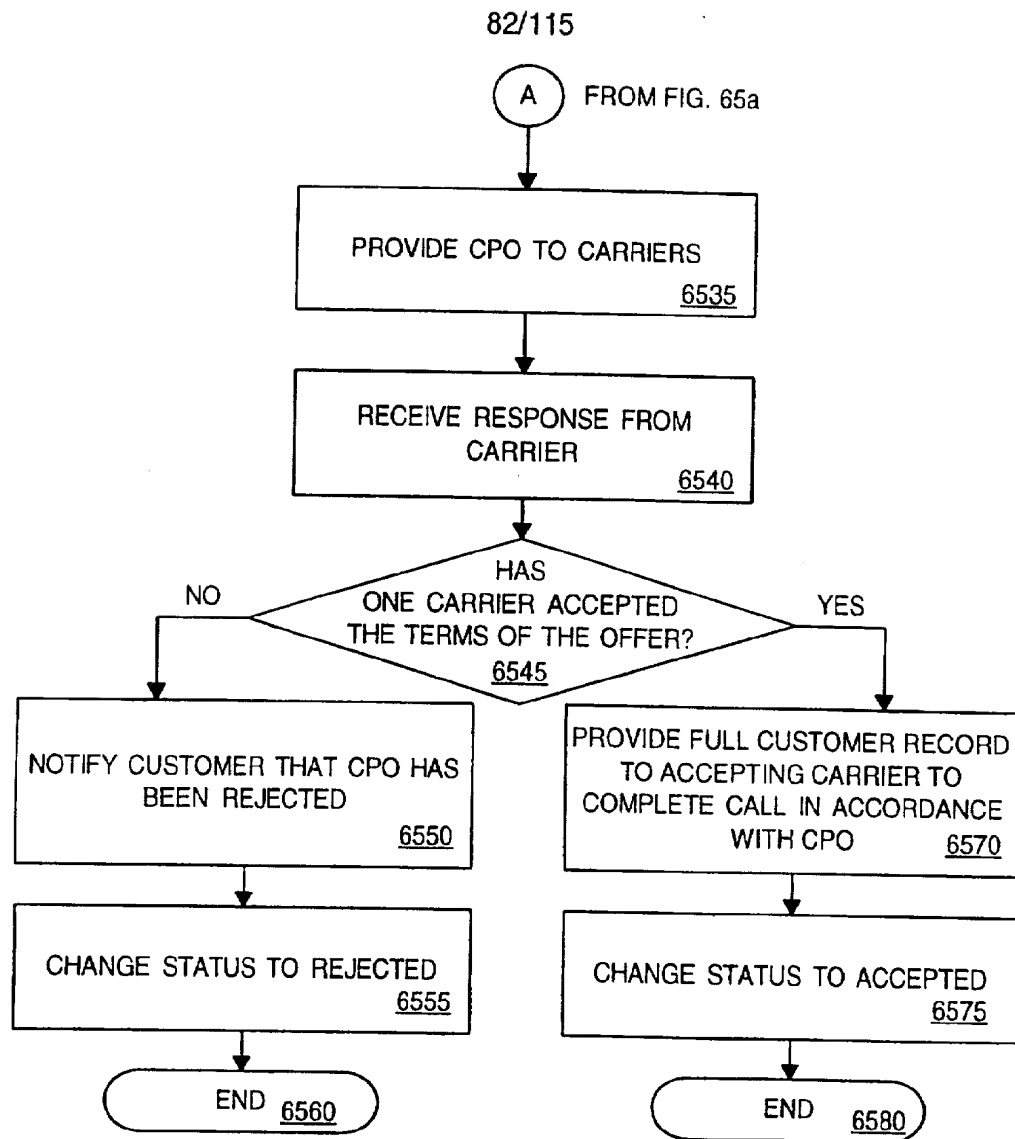 82/115
A FROM FIG. 65a
PROVIDE CPO TO CARRIERS
6535
RECEIVE RESPONSE FROM
CARRIER
6540
HAS
ONE CARRIER ACCEPTED
THE TERMS OF THE OFFER?
6545
NO
YES
NOTIFY CUSTOMER THAT CPO HAS
BEEN REJECTED
6550
PROVIDE FULL CUSTOMER RECORD
TO ACCEPTING CARRIER TO
COMPLETE CALL IN ACCORDANCE
WITH CPO 6570
CHANGE STATUS TO REJECTED
6555
CHANGE STATUS TO ACCEPTED
6575
END 6560
END 6580